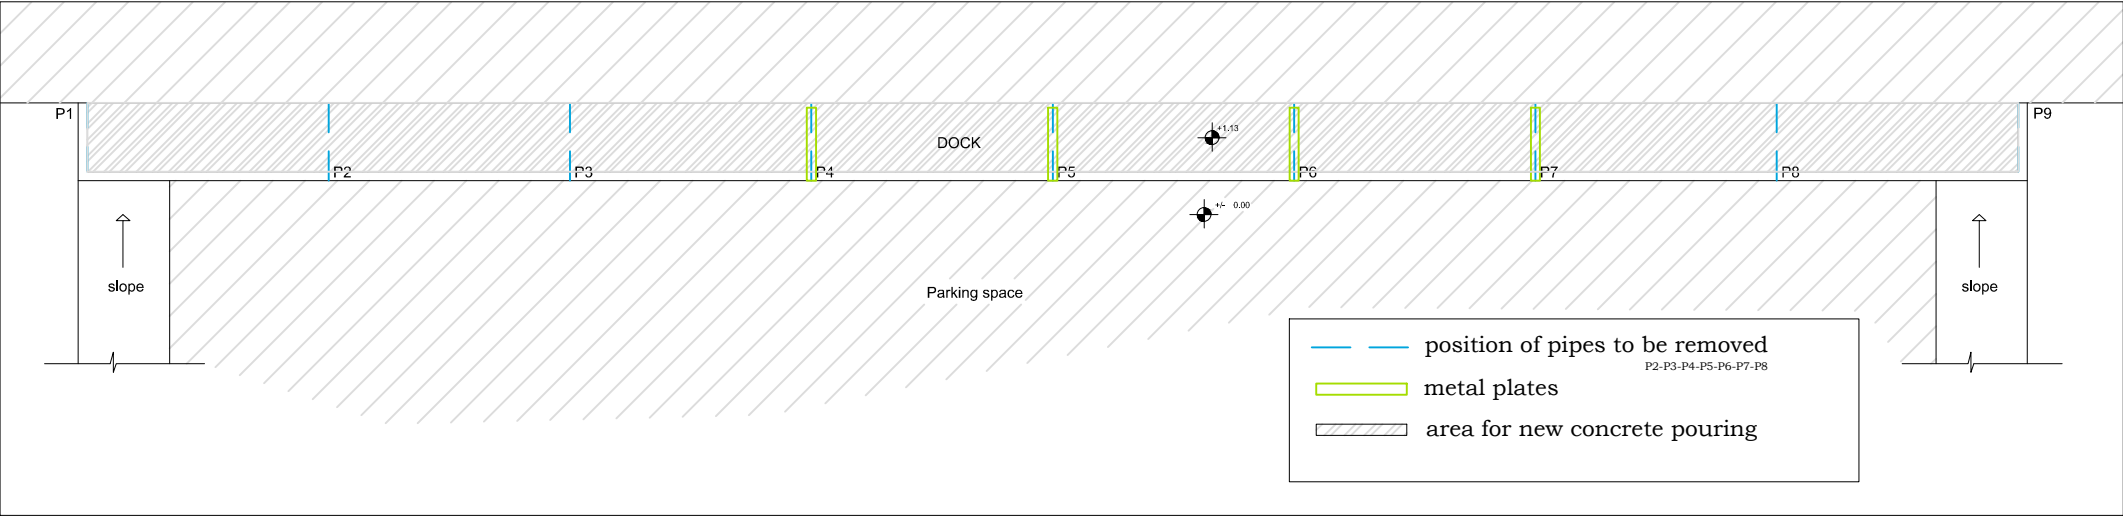 P1
P9
+1.13
DOCK
P2
P3
P4
P5
P6
P7
P8
+/- 0.00
slope
Parking space
slope
position of pipes to be removed
P2-P3-P4-P5-P6-P7-P8
metal plates
area for new concrete pouring